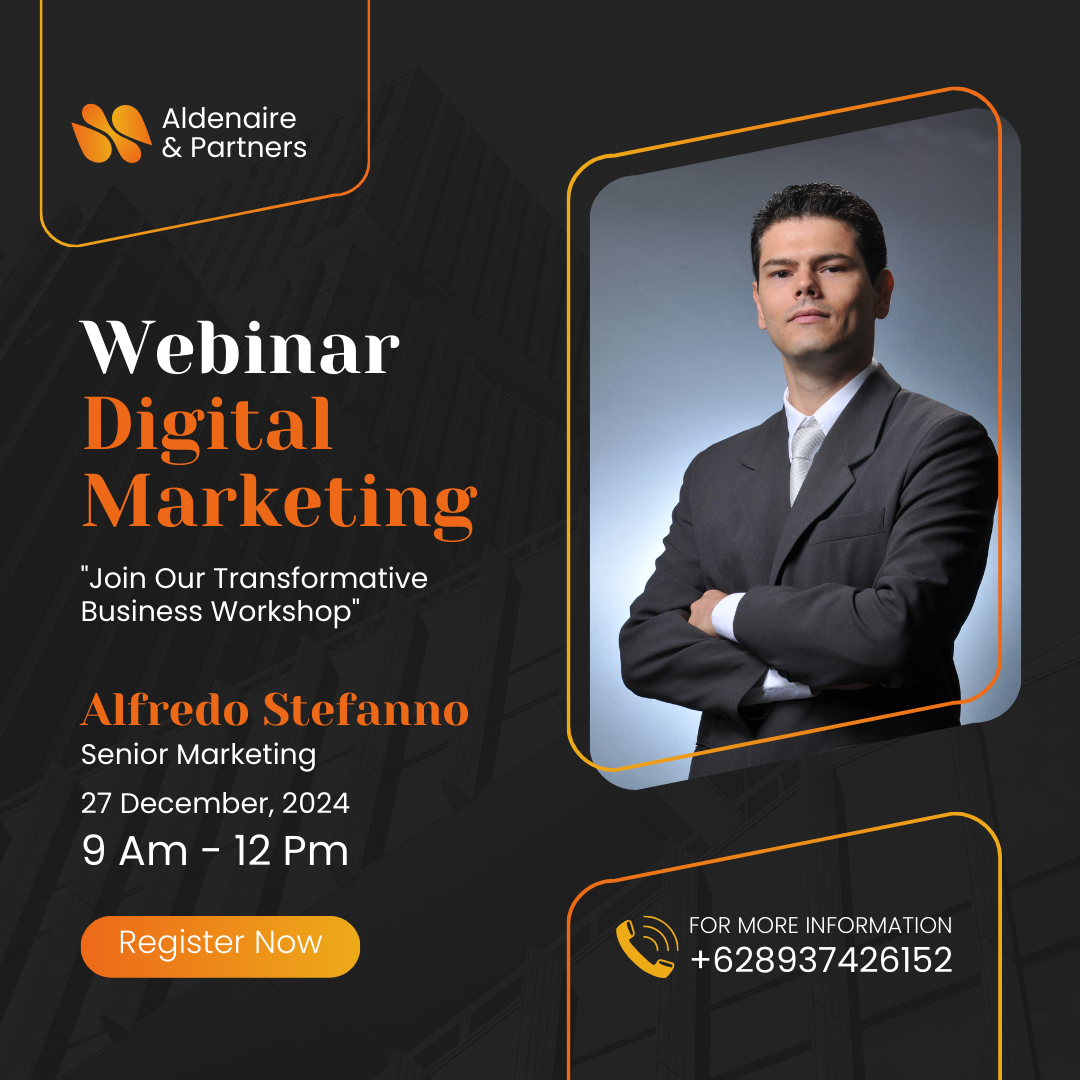 Aldenaire
& Partners
Webinar
Digital
Marketing
"Join Our Transformative
Business Workshop"
Alfredo Stefanno
Senior Marketing
27 December, 2024
9 Am - 12 Pm
Register Now
FOR MORE INFORMATION
+628937426152